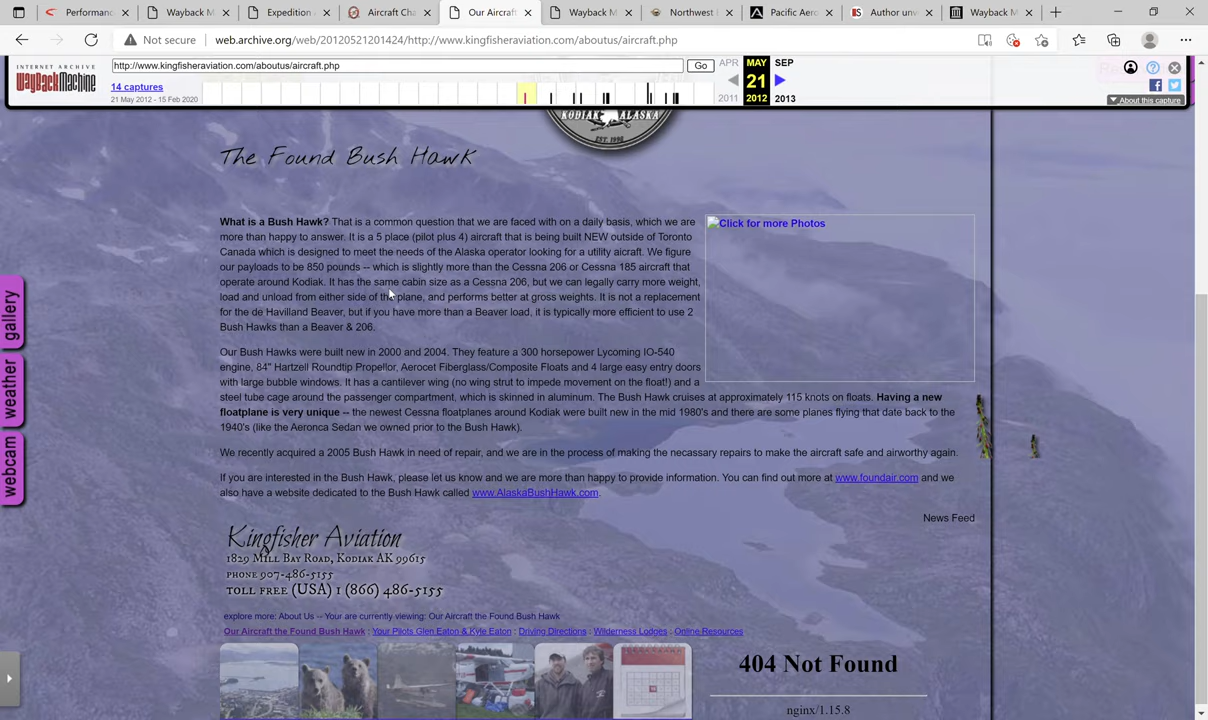 Performanc
Wayback M
Expedition A
Aircraft Cha
Our Aircraft
Wayback M
Northwest
Pacific Aero
Author unv
Wayback M
Not secure
web.archive.org/web/20120521201424/http://www.kingfisheraviation.com/aboutus/aircraft.php
INTERNET ARCHIVE
WayBackMachine
http://www.kingfisheraviation.com/aboutus/aircraft.php
Go
APR
MAY
SEP
14 captures
21
21 May 2012 - 15 Feb 2020
2011
2012
2013
About this capture
KODIAK ALASKA
EST. 1996
The Found Bush Hawk
What is a Bush Hawk? That is a common question that we are faced with on a daily basis, which we are
more than happy to answer. It is a 5 place (pilot plus 4) aircraft that is being built NEW outside of Toronto
Canada which is designed to meet the needs of the Alaska operator looking for a utility aicraft. We figure
our payloads to be 850 pounds -- which is slightly more than the Cessna 206 or Cessna 185 aircraft that
operate around Kodiak. It has the same cabin size as a Cessna 206, but we can legally carry more weight,
load and unload from either side of the plane, and performs better at gross weights. It is not a replacement
for the de Havilland Beaver, but if you have more than a Beaver load, it is typically more efficient to use 2
Bush Hawks than a Beaver & 206.
Click for more Photos
Our Bush Hawks were built new in 2000 and 2004. They feature a 300 horsepower Lycoming IO-540
engine, 84" Hartzell Roundtip Propellor, Aerocet Fiberglass/Composite Floats and 4 large easy entry doors
with large bubble windows. It has a cantilever wing (no wing strut to impede movement on the float!) and a
steel tube cage around the passenger compartment, which is skinned in aluminum. The Bush Hawk cruises at approximately 115 knots on floats. Having a new
floatplane is very unique -- the newest Cessna floatplanes around Kodiak were built new in the mid 1980's and there are some planes flying that date back to the
1940's (like the Aeronca Sedan we owned prior to the Bush Hawk).
We recently acquired a 2005 Bush Hawk in need of repair, and we are in the process of making the necassary repairs to make the aircraft safe and airworthy again.
If you are interested in the Bush Hawk, please let us know and we are more than happy to provide information. You can find out more at www.foundair.com and we
also have a website dedicated to the Bush Hawk called www.AlaskaBushHawk.com.
News Feed
Kingfisher Aviation
1829 Mill Bay Road, Kodiak AK 99615
phone 907-486-5155
toll free (USA) 1 (866) 486-5155
explore more: About Us -- Your are currently viewing: Our Aircraft the Found Bush Hawk
Our Aircraft the Found Bush Hawk : Your Pilots Glen Eaton & Kyle Eaton : Driving Directions : Wilderness Lodges : Online Resources
404 Not Found
nginx/1.15.8
gallery
weather
webcam